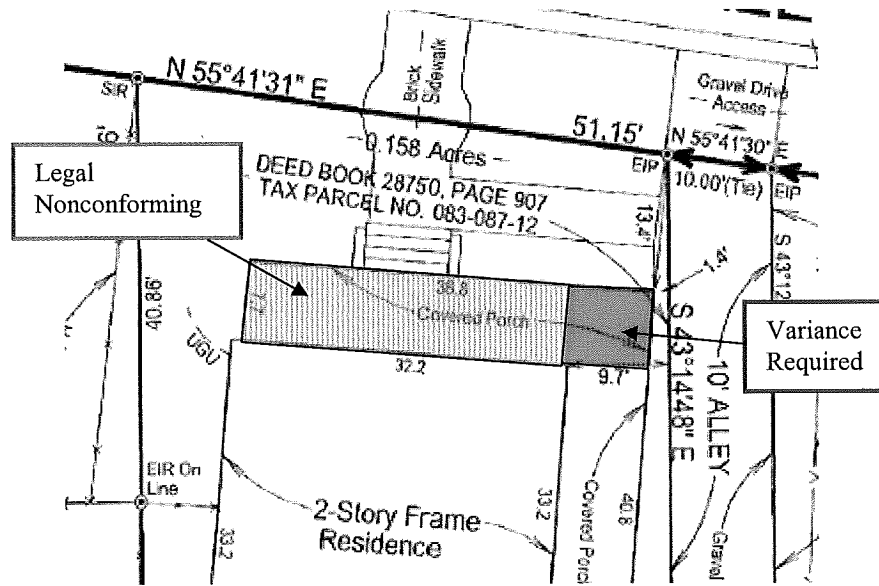 N 55°41'31" E
SIR
Brick
Sidewalk
51.15'
Gravel Drive
Access
N 55°41'30" E
EIP
10.00'(Tie)
EIP
0.158 Acres
DEED BOOK 28750, PAGE 907
TAX PARCEL NO. 083-087-12
Legal
Nonconforming
13.4'
1.4'
S 43°12
40.86'
38.8
Covered Porch
UGU
32.2
9.7'
S 43°14'48" E
10' ALLEY
Variance
Required
EIR On
Line
33.2
2-Story Frame
Residence
33.2
Covered Porch
40.8
Gravel